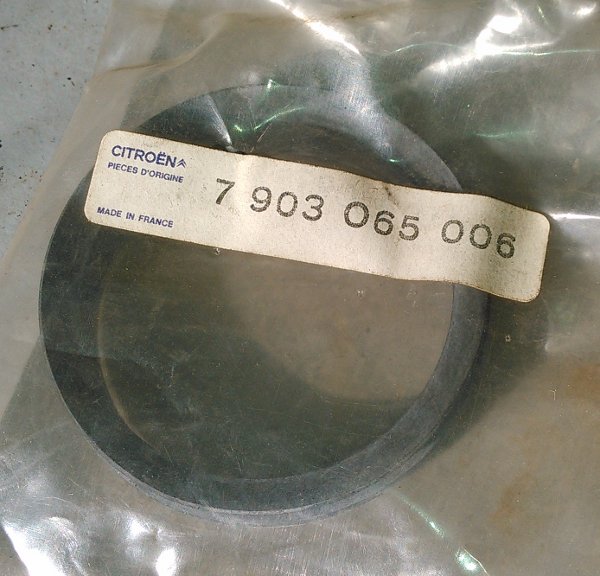 CITROËN
PIECES D'ORIGINE
7 903 065 006
MADE IN FRANCE